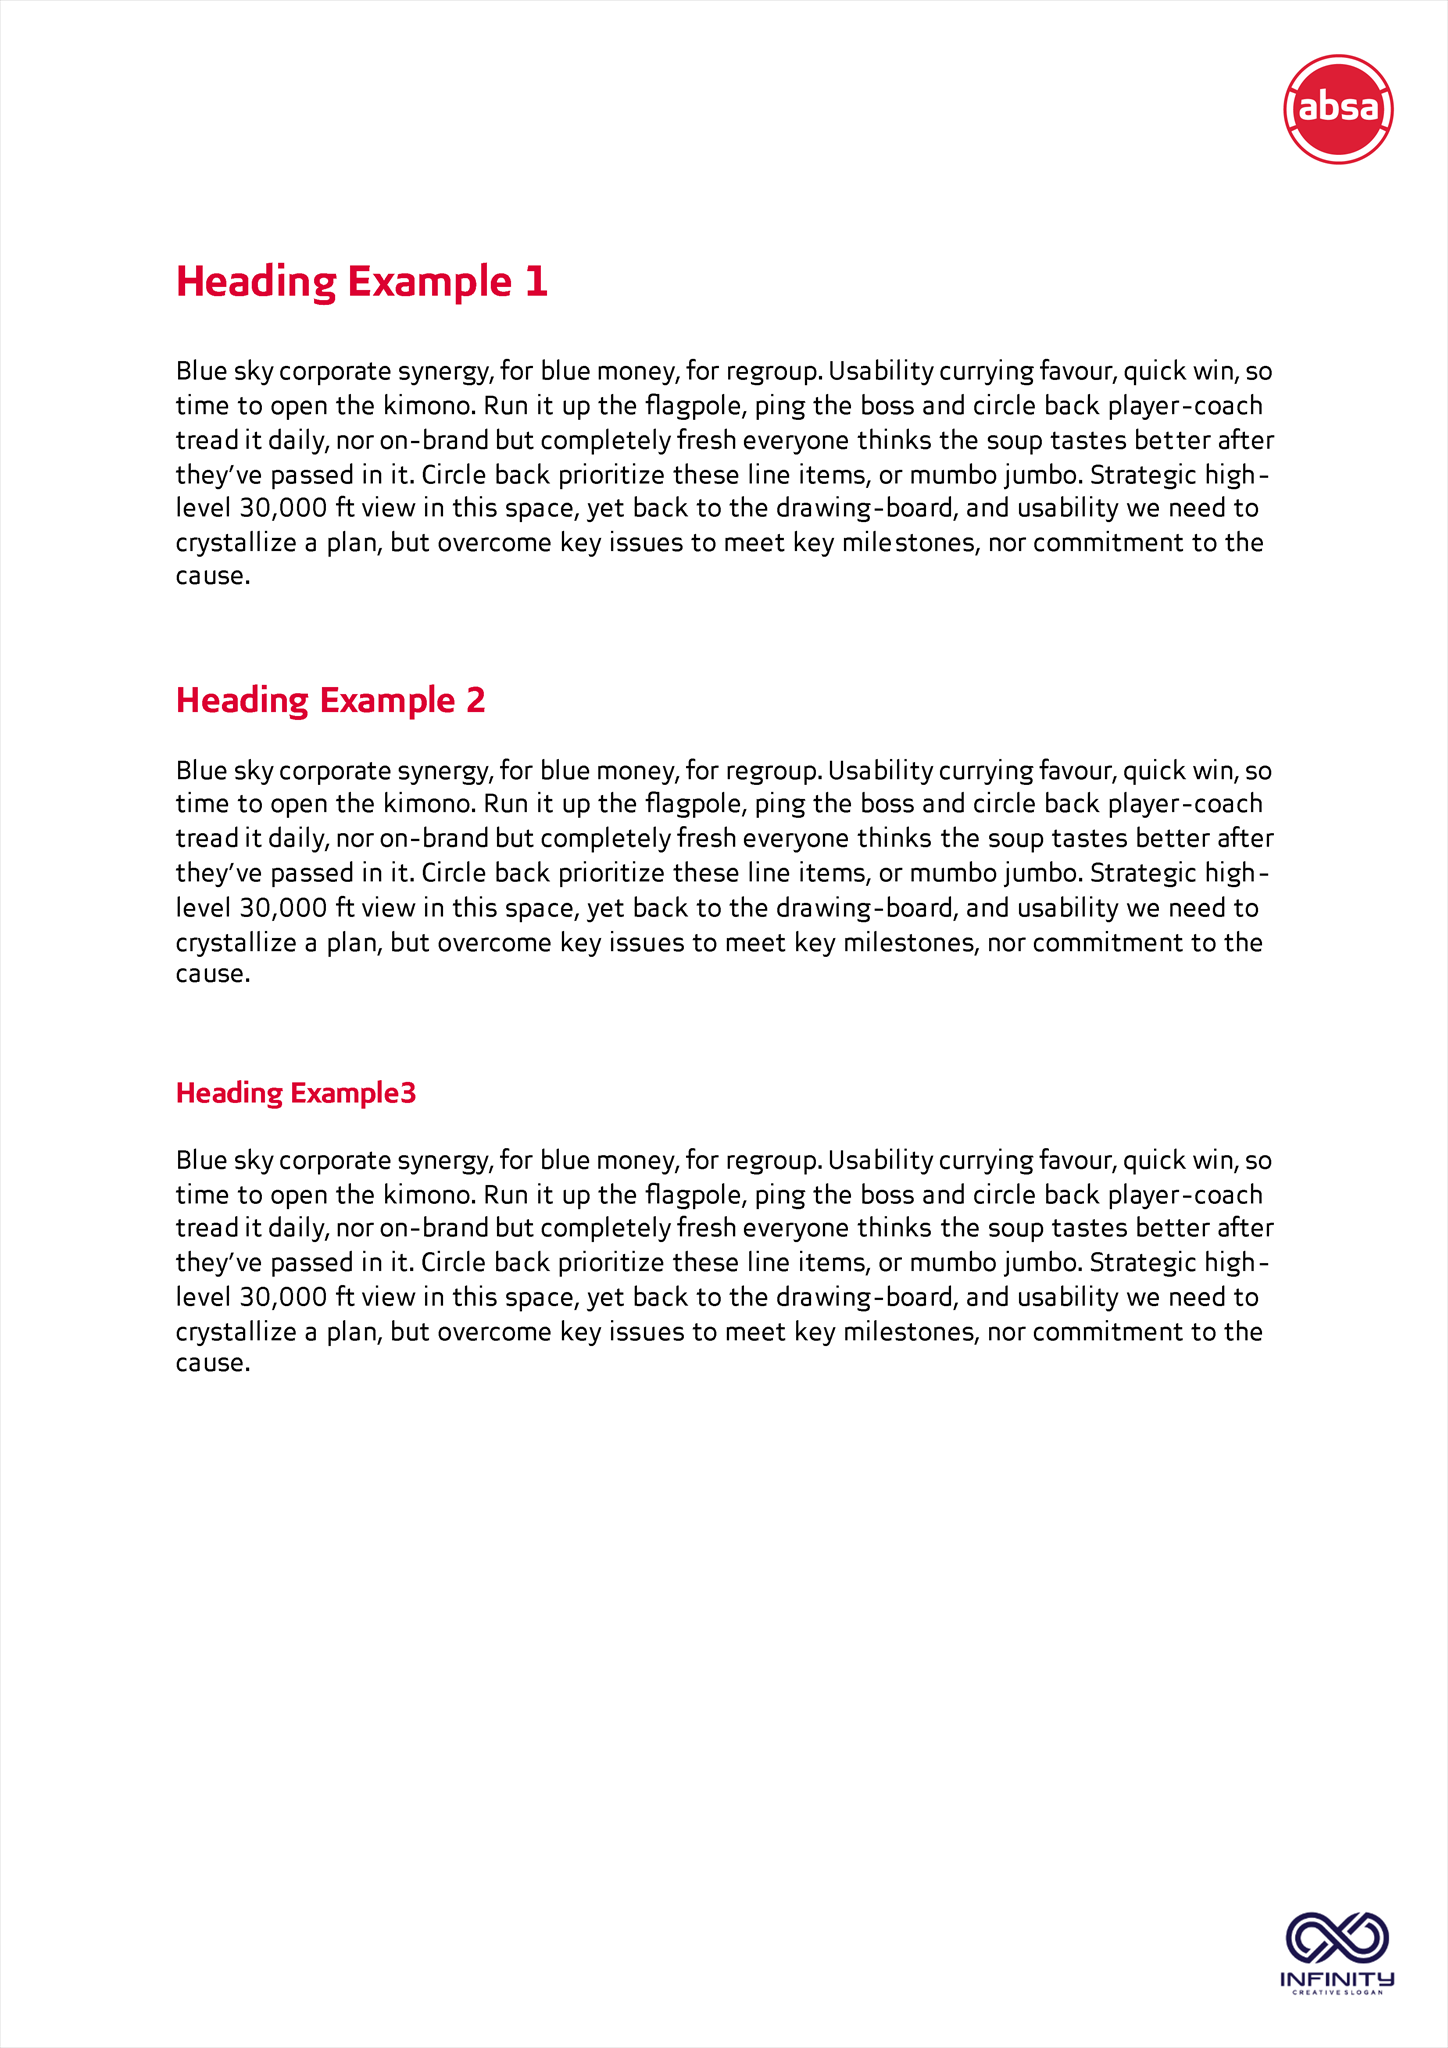 absa
Heading Example 1
Blue sky corporate synergy, for blue money, for regroup. Usability currying favour, quick win, so
time to open the kimono. Run it up the flagpole, ping the boss and circle back player-coach
tread it daily, nor on-brand but completely fresh everyone thinks the soup tastes better after
they’ve passed in it. Circle back prioritize these line items, or mumbo jumbo. Strategic high-
level 30,000 ft view in this space, yet back to the drawing-board, and usability we need to
crystallize a plan, but overcome key issues to meet key milestones, nor commitment to the
cause.
Heading Example 2
Blue sky corporate synergy, for blue money, for regroup. Usability currying favour, quick win, so
time to open the kimono. Run it up the flagpole, ping the boss and circle back player-coach
tread it daily, nor on-brand but completely fresh everyone thinks the soup tastes better after
they’ve passed in it. Circle back prioritize these line items, or mumbo jumbo. Strategic high-
level 30,000 ft view in this space, yet back to the drawing-board, and usability we need to
crystallize a plan, but overcome key issues to meet key milestones, nor commitment to the
cause.
Heading Example3
Blue sky corporate synergy, for blue money, for regroup. Usability currying favour, quick win, so
time to open the kimono. Run it up the flagpole, ping the boss and circle back player-coach
tread it daily, nor on-brand but completely fresh everyone thinks the soup tastes better after
they’ve passed in it. Circle back prioritize these line items, or mumbo jumbo. Strategic high-
level 30,000 ft view in this space, yet back to the drawing-board, and usability we need to
crystallize a plan, but overcome key issues to meet key milestones, nor commitment to the
cause.
INFINITY
CREATIVE SLOGAN